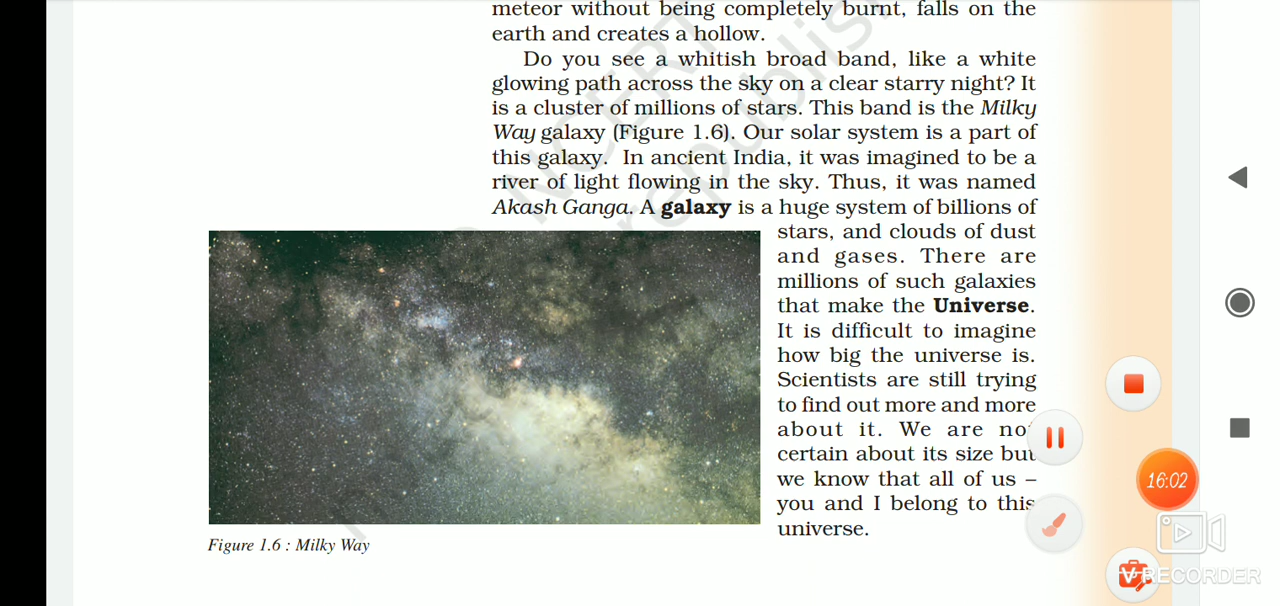 meteor without being completely burnt, falls on the
earth and creates a hollow.
Do you see a whitish broad band, like a white
glowing path across the sky on a clear starry night? It
is a cluster of millions of stars. This band is the Milky
Way galaxy (Figure 1.6). Our solar system is a part of
this galaxy. In ancient India, it was imagined to be a
river of light flowing in the sky. Thus, it was named
Akash Ganga. A galaxy is a huge system of billions of
stars, and clouds of dust
and gases. There are
millions of such galaxies
that make the Universe.
It is difficult to imagine
how big the universe is.
Scientists are still trying
to find out more and more
about it. We are not
certain about its size but
we know that all of us –
you and I belong to this
universe.
Figure 1.6 : Milky Way
NCERT
republish
16:02
V RECORDER